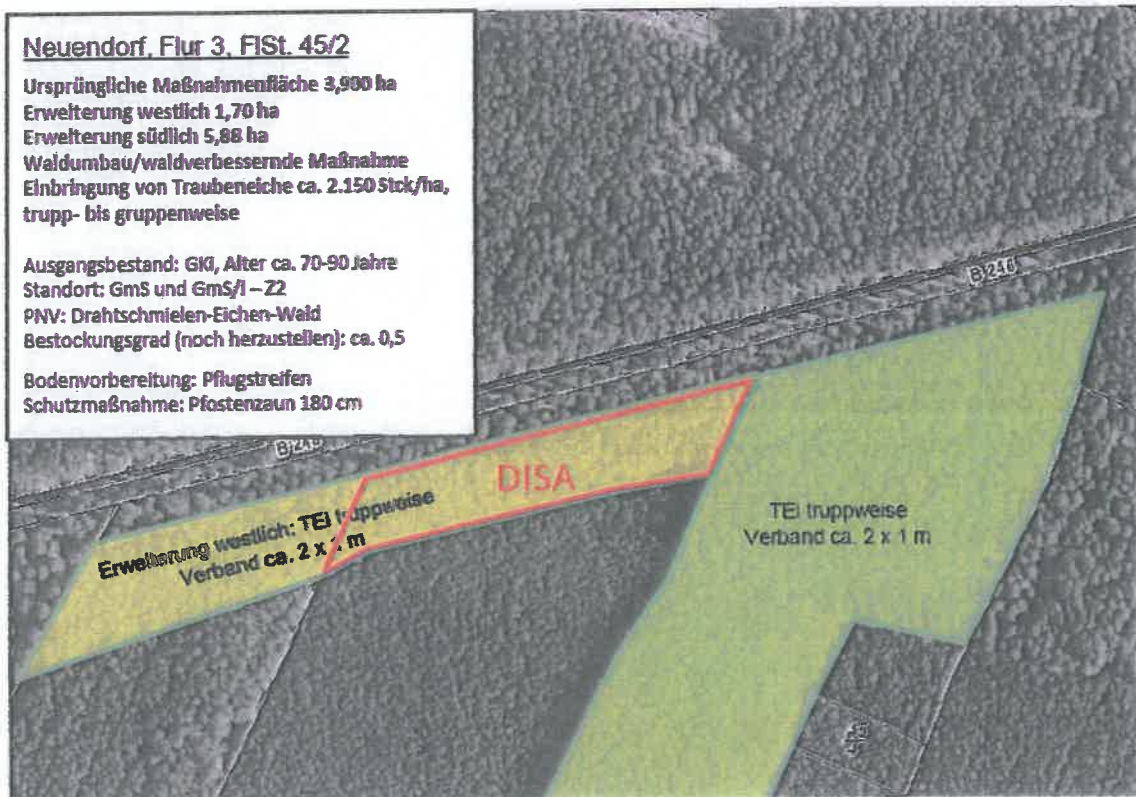 Neuendorf, Flur 3, FlSt. 45/2
Ursprüngliche Maßnahmenfläche 3,900 ha
Erweiterung westlich 1,70 ha
Erweiterung südlich 5,88 ha
Waldumbau/waldverbessernde Maßnahme
Einbringung von Traubeneiche ca. 2.150 Stck/ha,
trupp- bis gruppenweise
Ausgangsbestand: GKI, Alter ca. 70-90 Jahre
Standort: GmS und GmS/l – Z2
PNV: Drahtschmielen-Eichen-Wald
Bestockungsgrad (noch herzustellen): ca. 0,5
Bodenvorbereitung: Pflugstreifen
Schutzmaßnahme: Pfostenzaun 180 cm
B 246
B 246
DISA
Erweiterung westlich: TEI truppweise
Verband ca. 2 x 1 m
TEI truppweise
Verband ca. 2 x 1 m